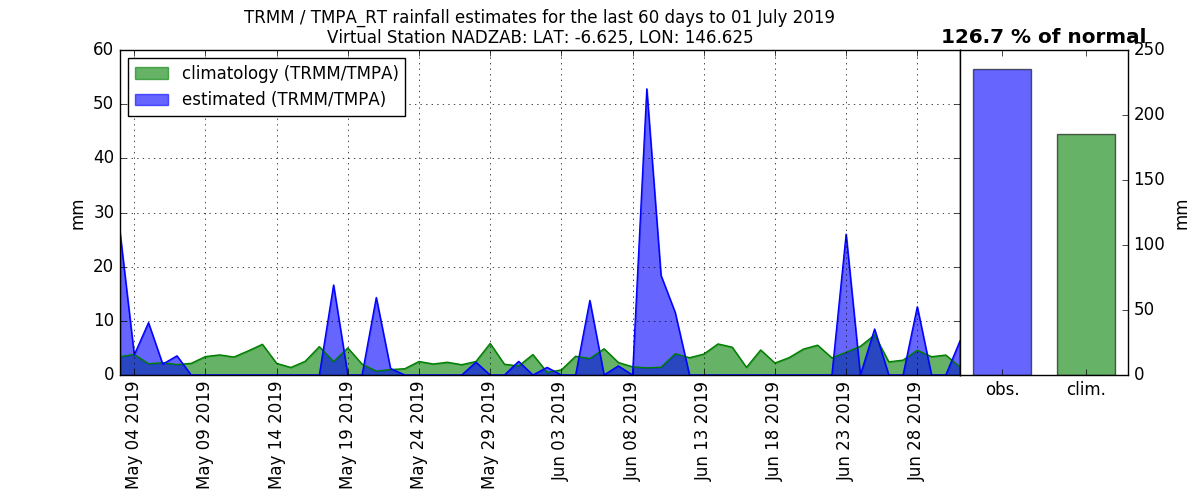 TRMM / TMPA_RT rainfall estimates for the last 60 days to 01 July 2019
Virtual Station NADZAB: LAT: -6.625, LON: 146.625
126.7 % of normal
climatology (TRMM/TMPA)
estimated (TRMM/TMPA)
mm
60
50
40
30
20
10
0
May 04 2019
May 09 2019
May 14 2019
May 19 2019
May 24 2019
May 29 2019
Jun 03 2019
Jun 08 2019
Jun 13 2019
Jun 18 2019
Jun 23 2019
Jun 28 2019
obs.
clim.
250
200
150
100
50
0
mm